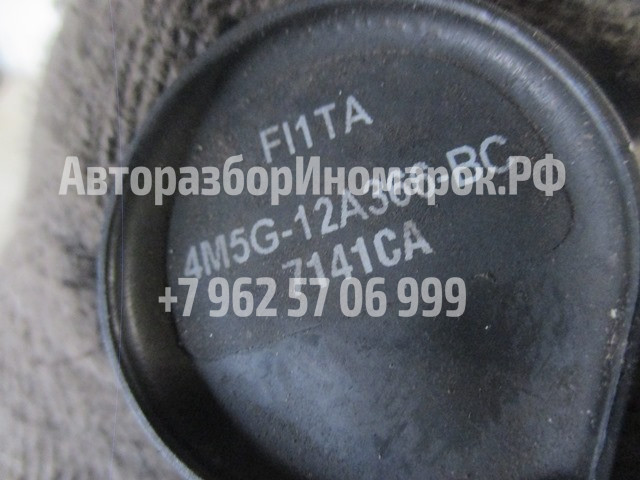 FI1TA
АвторазборИномарок.РФ
4M5G-12A366-BC
7141CA
+7 962 57 06 999